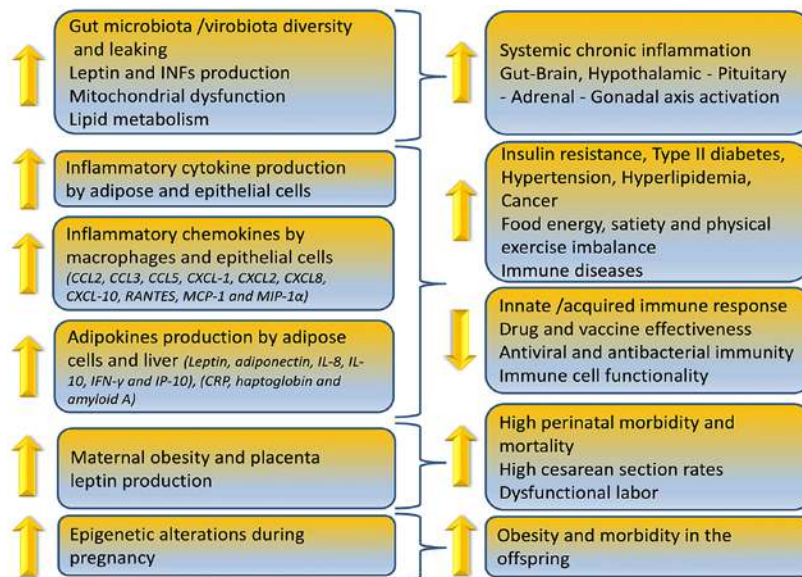 Gut microbiota /virobiota diversity
and leaking
Leptin and INFs production
Mitochondrial dysfunction
Lipid metabolism
Systemic chronic inflammation
Gut-Brain, Hypothalamic - Pituitary
- Adrenal - Gonadal axis activation
Inflammatory cytokine production
by adipose and epithelial cells
Inflammatory chemokines by
macrophages and epithelial cells
(CCL2, CCL3, CCL5, CXCL-1, CXCL2, CXCL8,
CXCL-10, RANTES, MCP-1 and MIP-1α)
Adipokines production by adipose
cells and liver (Leptin, adiponectin, IL-8, IL-
10, IFN-γ and IP-10), (CRP, haptoglobin and
amyloid A)
Insulin resistance, Type II diabetes,
Hypertension, Hyperlipidemia,
Cancer
Food energy, satiety and physical
exercise imbalance
Immune diseases
Innate /acquired immune response
Drug and vaccine effectiveness
Antiviral and antibacterial immunity
Immune cell functionality
Maternal obesity and placenta
leptin production
High perinatal morbidity and
mortality
High cesarean section rates
Dysfunctional labor
Epigenetic alterations during
pregnancy
Obesity and morbidity in the
offspring